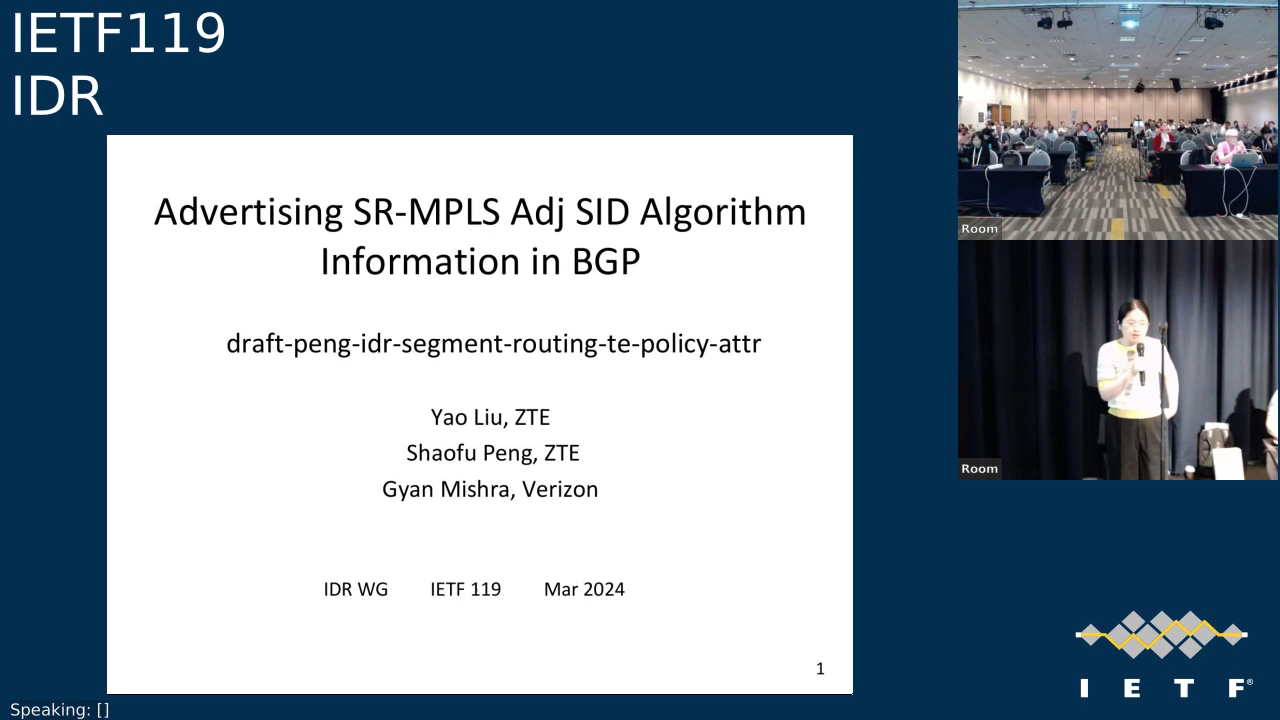 IETF119
IDR
Advertising SR-MPLS Adj SID Algorithm
Information in BGP
draft-peng-idr-segment-routing-te-policy-attr
Yao Liu, ZTE
Shaofu Peng, ZTE
Gyan Mishra, Verizon
IDR WG IETF 119 Mar 2024
1
Room
Room
I E T F®
Speaking: []